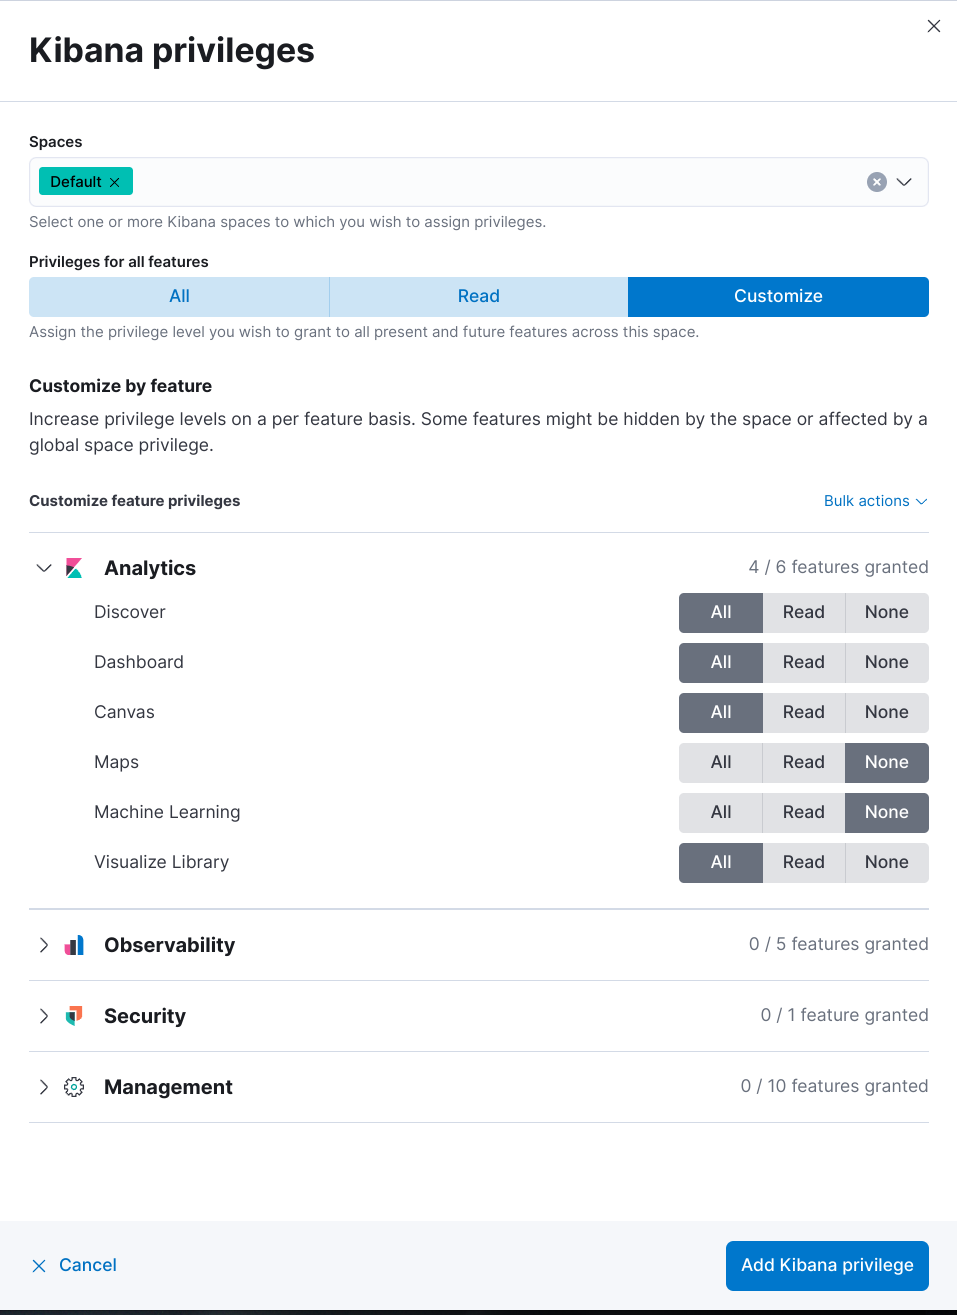 Kibana privileges
Spaces
Default
Select one or more Kibana spaces to which you wish to assign privileges.
Privileges for all features
All Read Customize
Assign the privilege level you wish to grant to all present and future features across this space.
Customize by feature
Increase privilege levels on a per feature basis. Some features might be hidden by the space or affected by a
global space privilege.
Customize feature privileges Bulk actions
Analytics 4 / 6 features granted
Discover All Read None
Dashboard All Read None
Canvas All Read None
Maps All Read None
Machine Learning All Read None
Visualize Library All Read None
Observability 0 / 5 features granted
Security 0 / 1 feature granted
Management 0 / 10 features granted
Cancel Add Kibana privilege